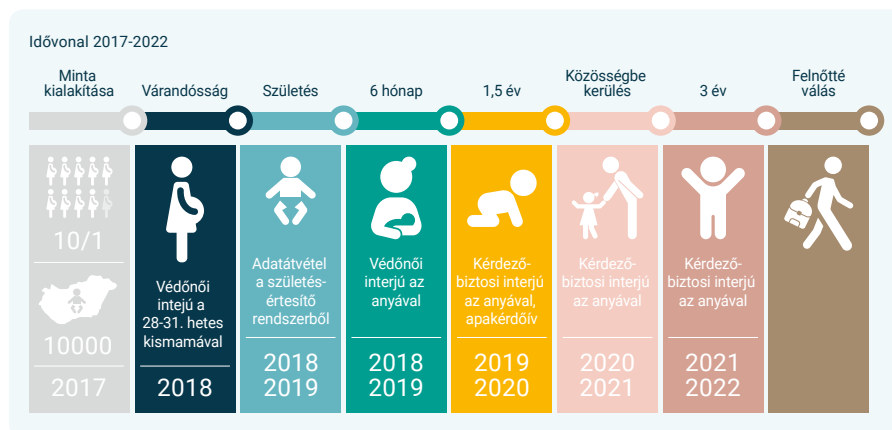 Idővonal 2017-2022
Minta
kialakítása
Várandósság
Születés
6 hónap
1,5 év
Közösségbe
kerülés
3 év
Felnőtté
válás
10/1
10000
2017
Védőnői
intejú a
28-31. hetes
kismamával
2018
Adatátvétel
a születés-
értesítő
rendszerből
2018
2019
Védőnői
interjú az
anyával
2018
2019
Kérdező-
biztosi interjú
az anyával,
apakérdőív
2019
2020
Kérdező-
biztosi interjú
az anyával
2020
2021
Kérdező-
biztosi interjú
az anyával
2021
2022